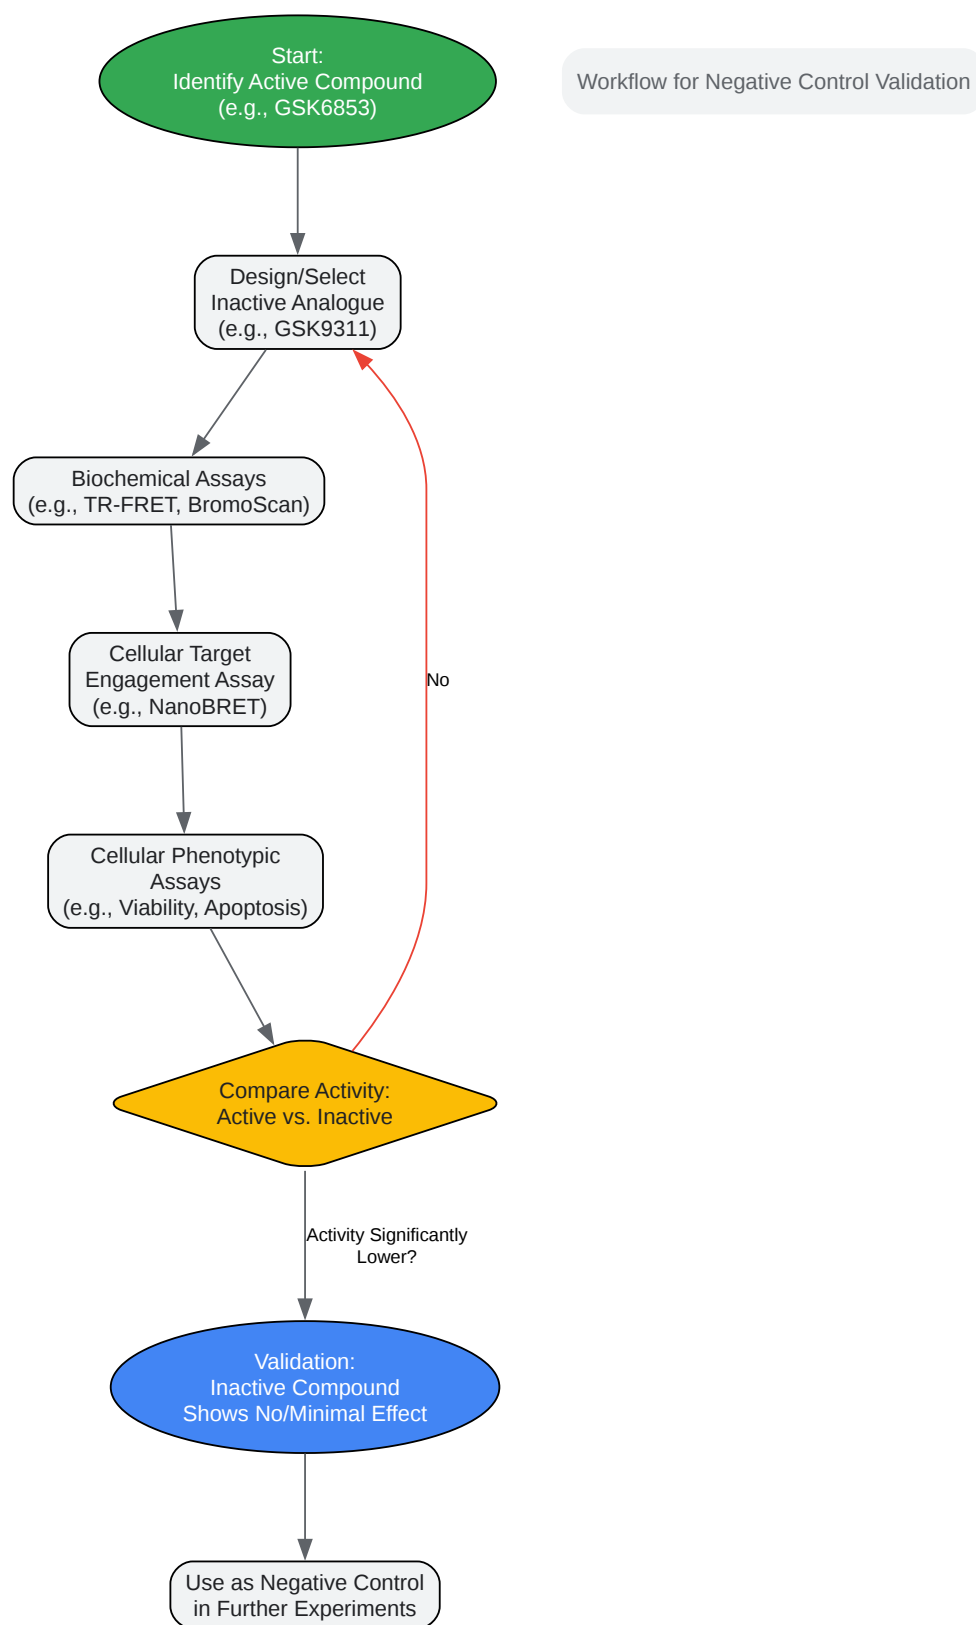 Start:
Identify Active Compound
(e.g., GSK6853)
Workflow for Negative Control Validation
Design/Select
Inactive Analogue
(e.g., GSK9311)
Biochemical Assays
(e.g., TR-FRET, BromoScan)
Cellular Target
Engagement Assay
(e.g., NanoBRET)
No
Cellular Phenotypic
Assays
(e.g., Viability, Apoptosis)
Compare Activity:
Active vs. Inactive
Activity Significantly
Lower?
Validation:
Inactive Compound
Shows No/Minimal Effect
Use as Negative Control
in Further Experiments